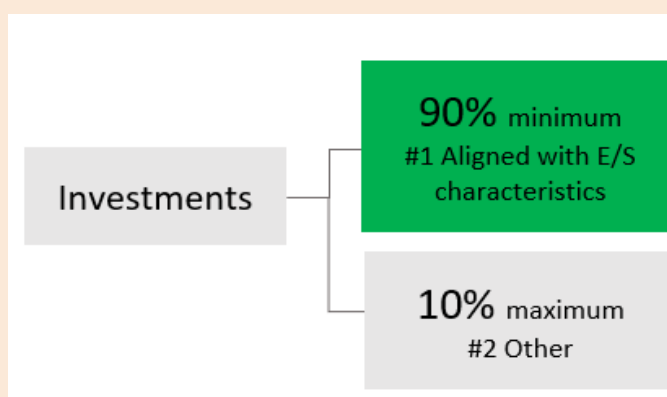 Investments
90% minimum
#1 Aligned with E/S
characteristics
10% maximum
#2 Other